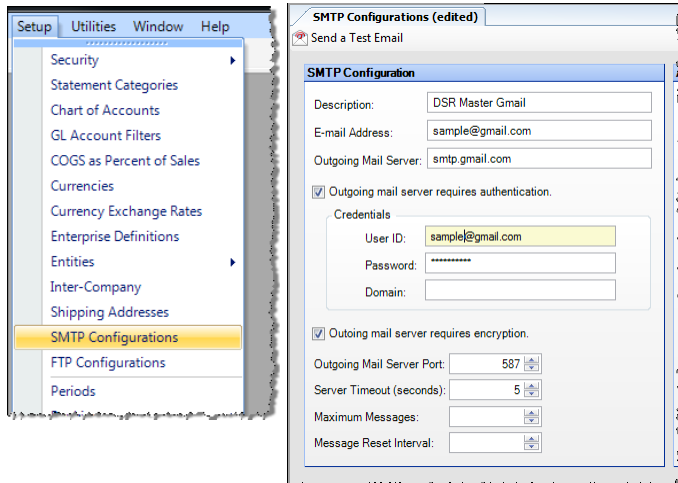 Setup Utilities Window Help
Security
Statement Categories
Chart of Accounts
GL Account Filters
COGS as Percent of Sales
Currencies
Currency Exchange Rates
Enterprise Definitions
Entities
Inter-Company
Shipping Addresses
SMTP Configurations
FTP Configurations
Periods
SMTP Configurations (edited)
Send a Test Email
SMTP Configuration
Description: DSR Master Gmail
E-mail Address: sample@gmail.com
Outgoing Mail Server: smtp.gmail.com
Outgoing mail server requires authentication.
Credentials
User ID: sample@gmail.com
Password: **********
Domain:
Outoing mail server requires encryption.
Outgoing Mail Server Port: 587
Server Timeout (seconds): 5
Maximum Messages:
Message Reset Interval: